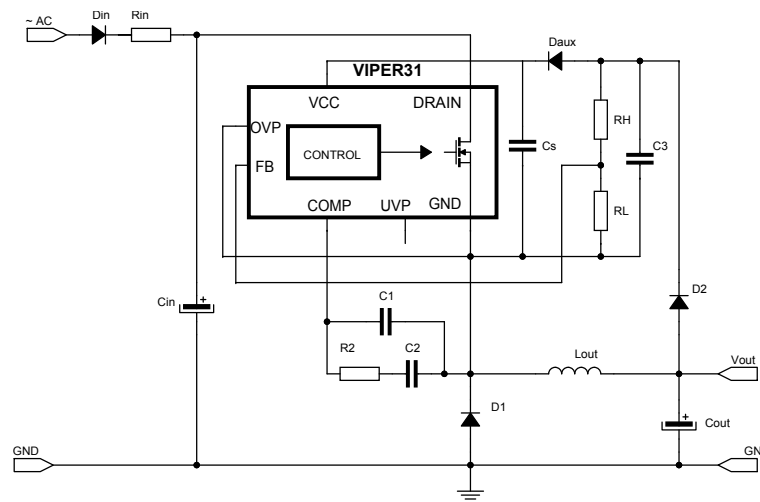 ~ AC
Din
Rin
Daux
VIPER31
VCC
DRAIN
OVP
RH
CONTROL
Cs
C3
FB
RL
COMP
UVP
GND
D2
Cin
+
C1
R2
C2
Lout
Vout
D1
+
Cout
GND
GN